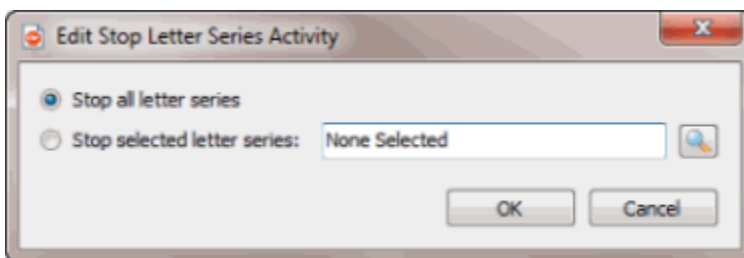 Edit Stop Letter Series Activity
Stop all letter series
Stop selected letter series: None Selected
OK Cancel